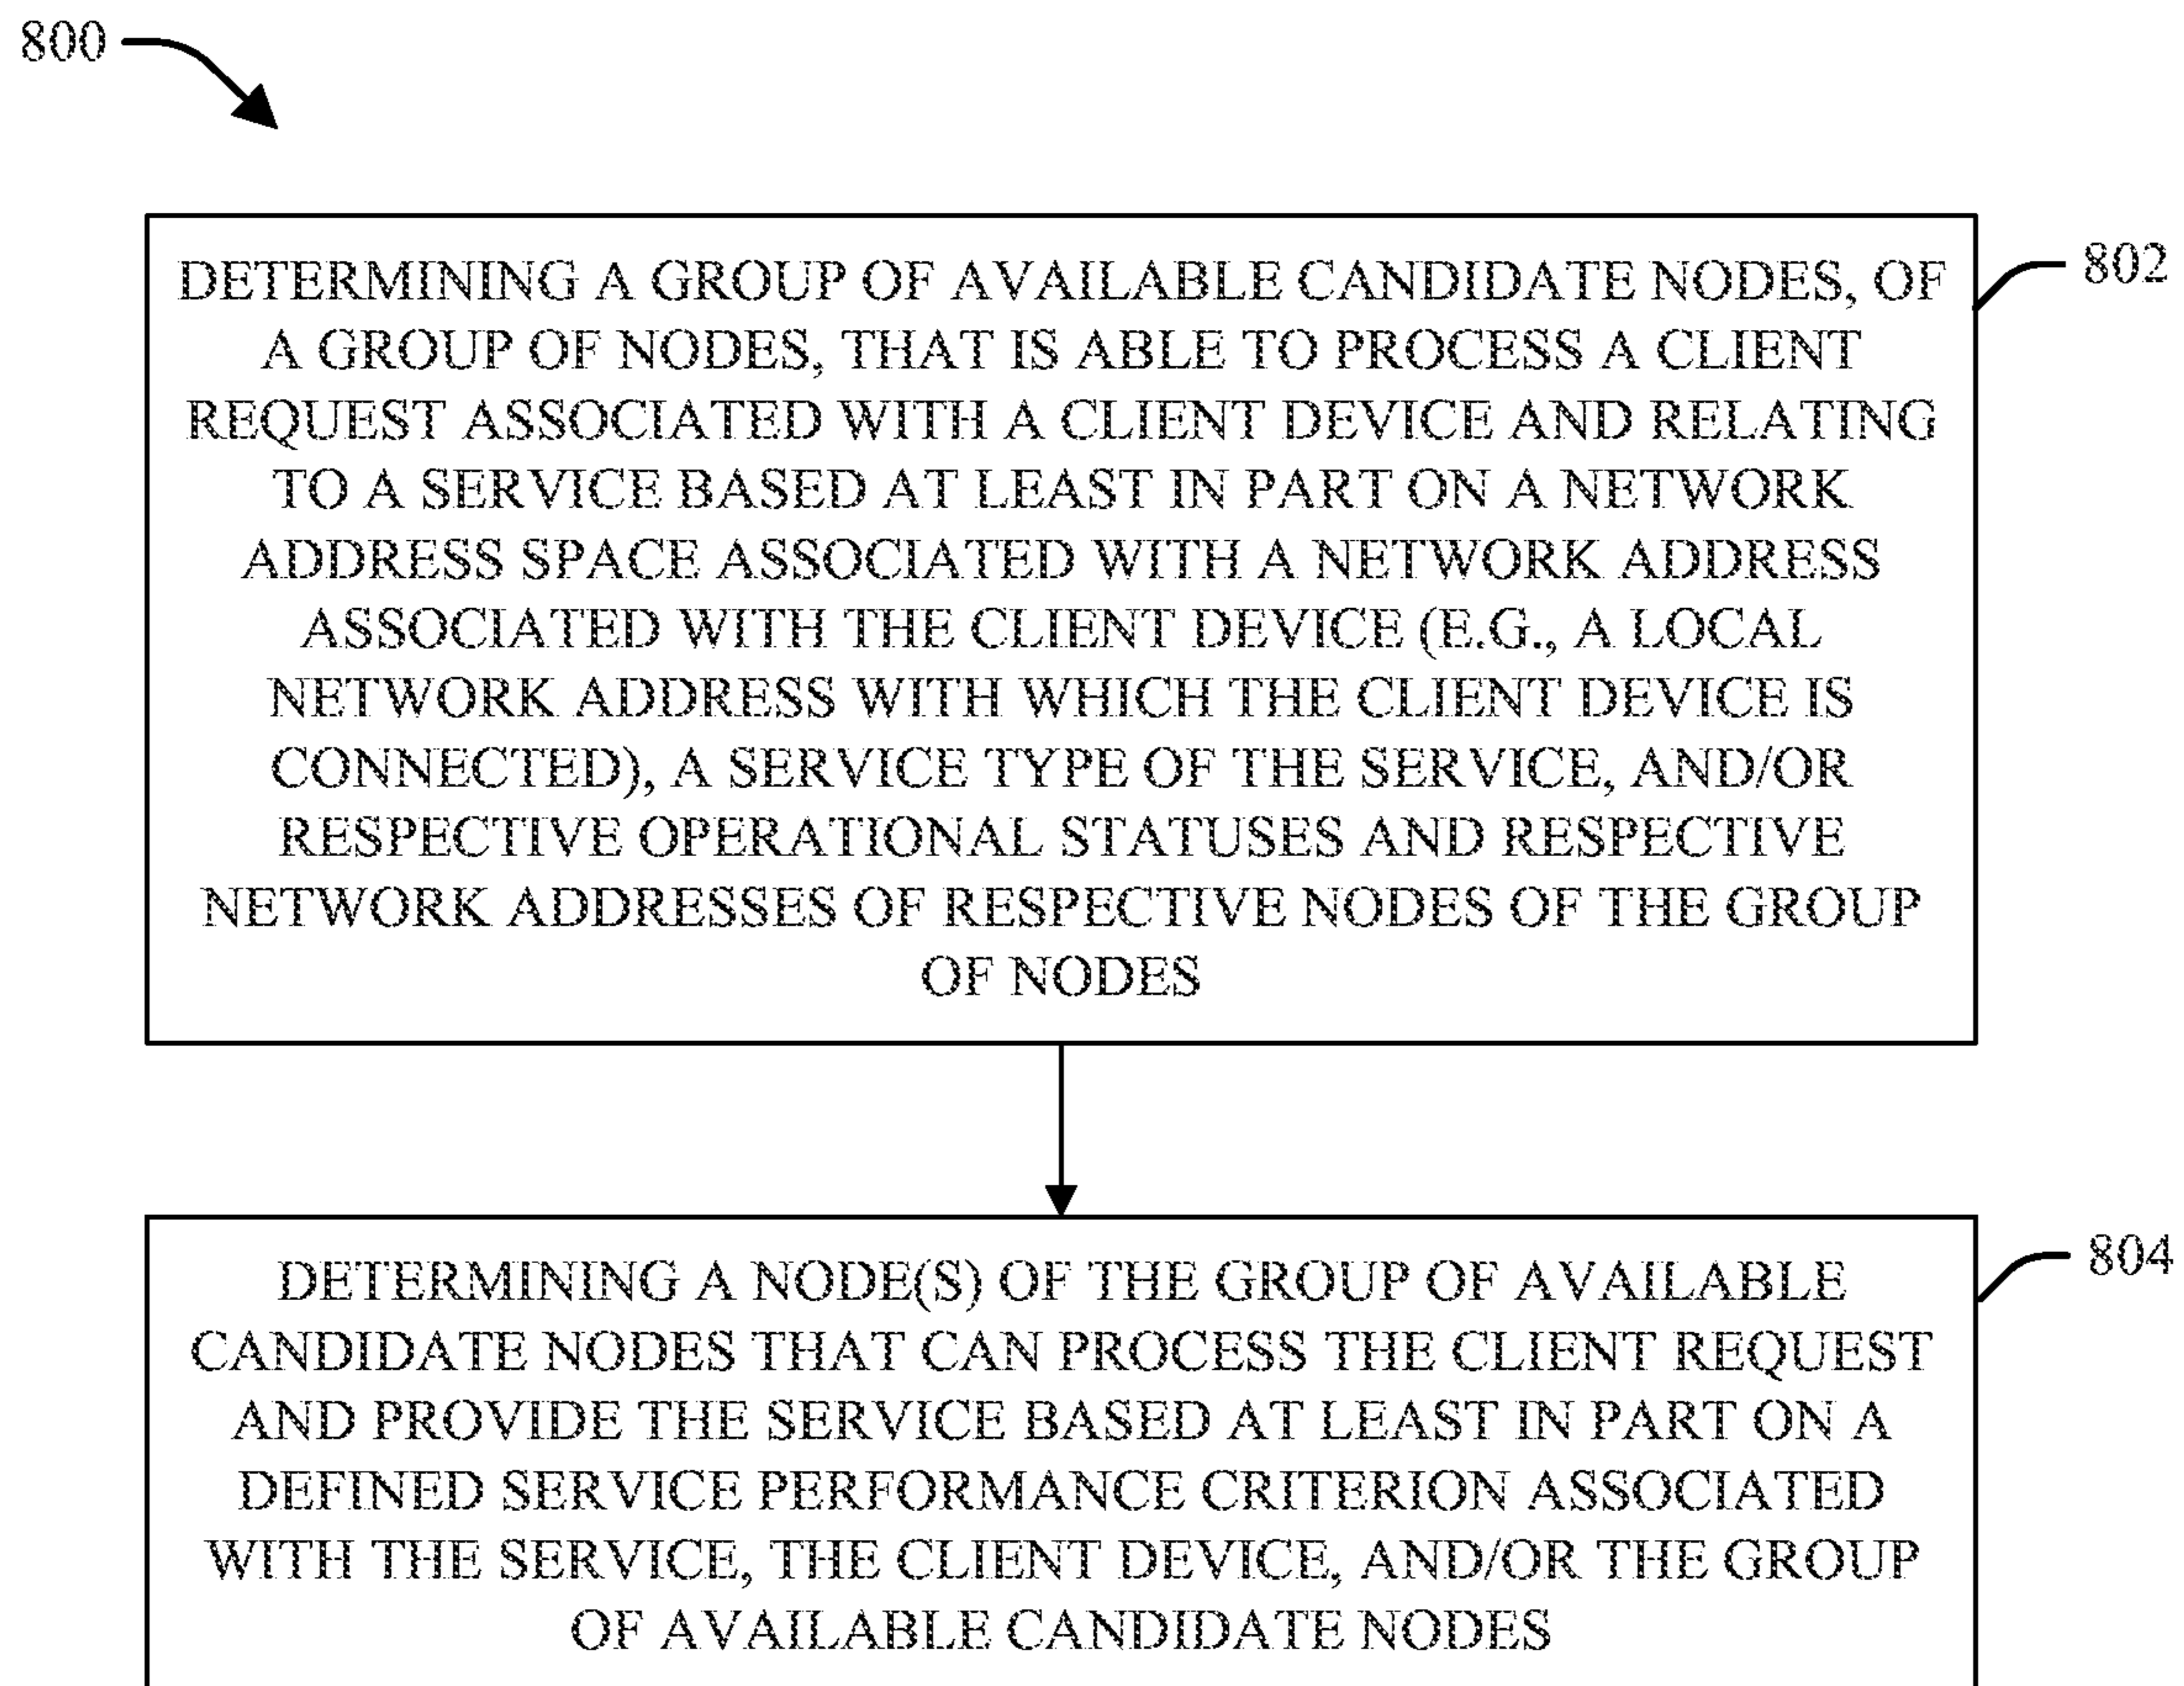 800
DETERMINING A GROUP OF AVAILABLE CANDIDATE NODES, OF
A GROUP OF NODES, THAT IS ABLE TO PROCESS A CLIENT
REQUEST ASSOCIATED WITH A CLIENT DEVICE AND RELATING
TO A SERVICE BASED AT LEAST IN PART ON A NETWORK
ADDRESS SPACE ASSOCIATED WITH A NETWORK ADDRESS
ASSOCIATED WITH THE CLIENT DEVICE (E.G., A LOCAL
NETWORK ADDRESS WITH WHICH THE CLIENT DEVICE IS
CONNECTED), A SERVICE TYPE OF THE SERVICE, AND/OR
RESPECTIVE OPERATIONAL STATUSES AND RESPECTIVE
NETWORK ADDRESSES OF RESPECTIVE NODES OF THE GROUP
OF NODES
802
DETERMINING A NODE(S) OF THE GROUP OF AVAILABLE
CANDIDATE NODES THAT CAN PROCESS THE CLIENT REQUEST
AND PROVIDE THE SERVICE BASED AT LEAST IN PART ON A
DEFINED SERVICE PERFORMANCE CRITERION ASSOCIATED
WITH THE SERVICE, THE CLIENT DEVICE, AND/OR THE GROUP
OF AVAILABLE CANDIDATE NODES
804